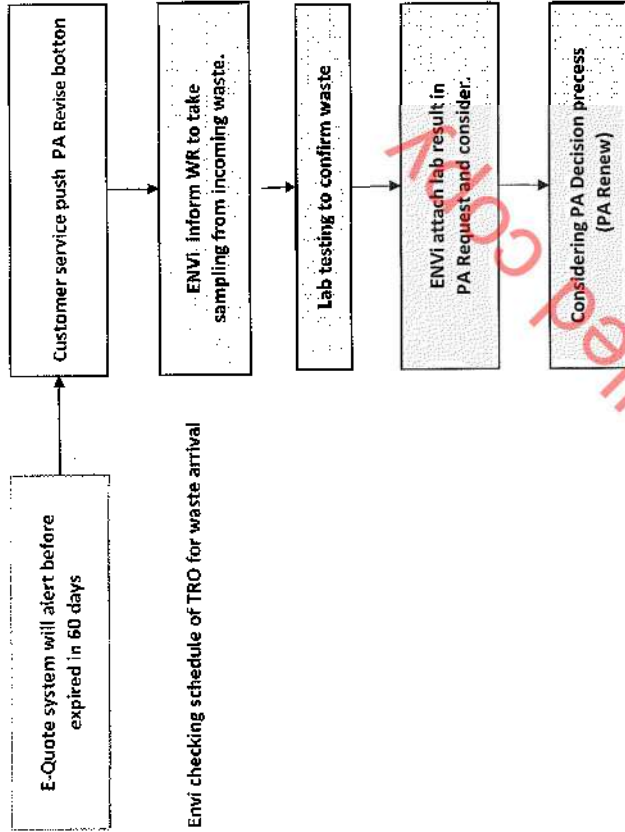 E-Quote system will alert before
expired in 60 days
Customer service push PA Revise botton
Envi checking schedule of TRO for waste arrival
ENVi inform WR to take
sampling from incoming waste.
Lab testing to confirm waste
ENVi attach lab result in
PA Request and consider.
Considering PA Decision precess
(PA Renew)
ed copy